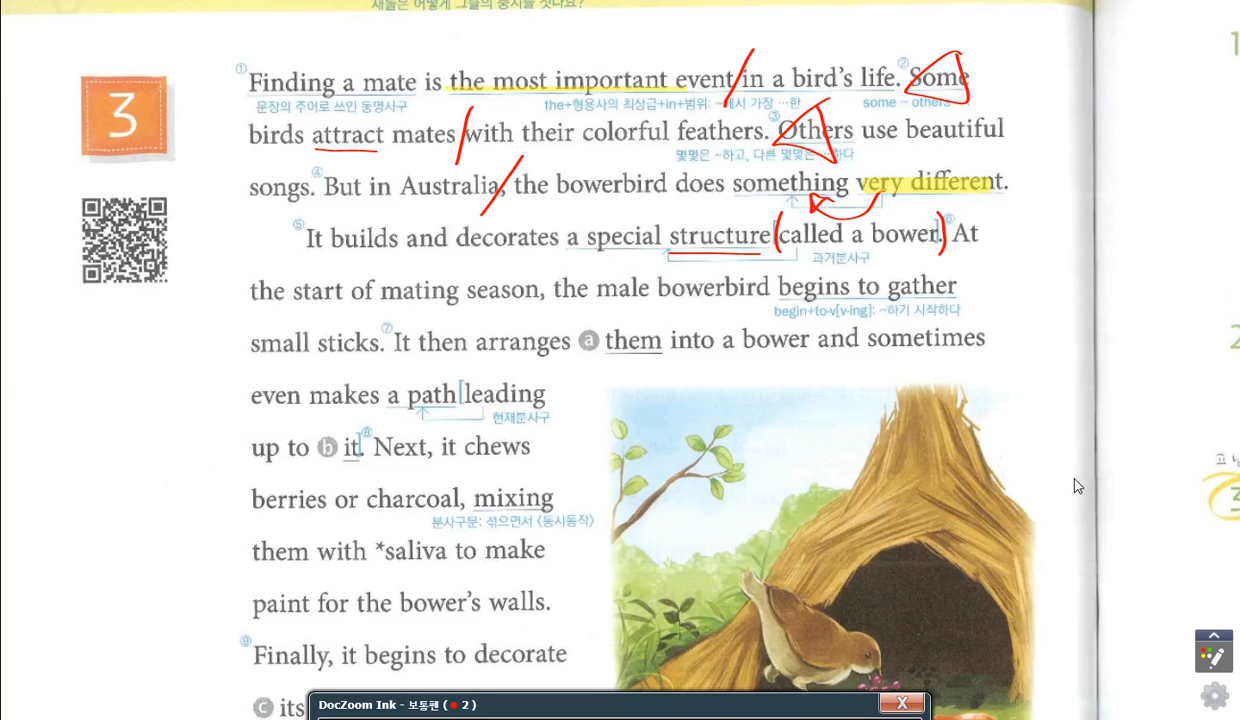 새들은 어떻게 그들의 둥지를 짓나요?
3
① Finding a mate is the most important event in a bird's life. ② Some
문장의 주어로 쓰인 동명사구 the+형용사의 최상급+in+범위: ~에서 가장 …한 some ~ others
birds attract mates with their colorful feathers. ③ Others use beautiful
몇몇은 ~하고, 다른 몇몇은 …하다
songs. ④ But in Australia, the bowerbird does something very different.
⑤ It builds and decorates a special structure [called a bower]. ⑥ At
과거분사구
the start of mating season, the male bowerbird begins to gather
begin+to-v[v-ing]: ~하기 시작하다
small sticks. ⑦ It then arranges ⓐ them into a bower and sometimes
even makes a path [leading
현재분사구
up to ⓑ it]. ⑧ Next, it chews
berries or charcoal, mixing
분사구문: 섞으면서 〈동시동작〉
them with *saliva to make
paint for the bower's walls.
⑨ Finally, it begins to decorate
ⓒ its
DocZoom Ink - 보통펜 ( 2 )
X
1
2
3